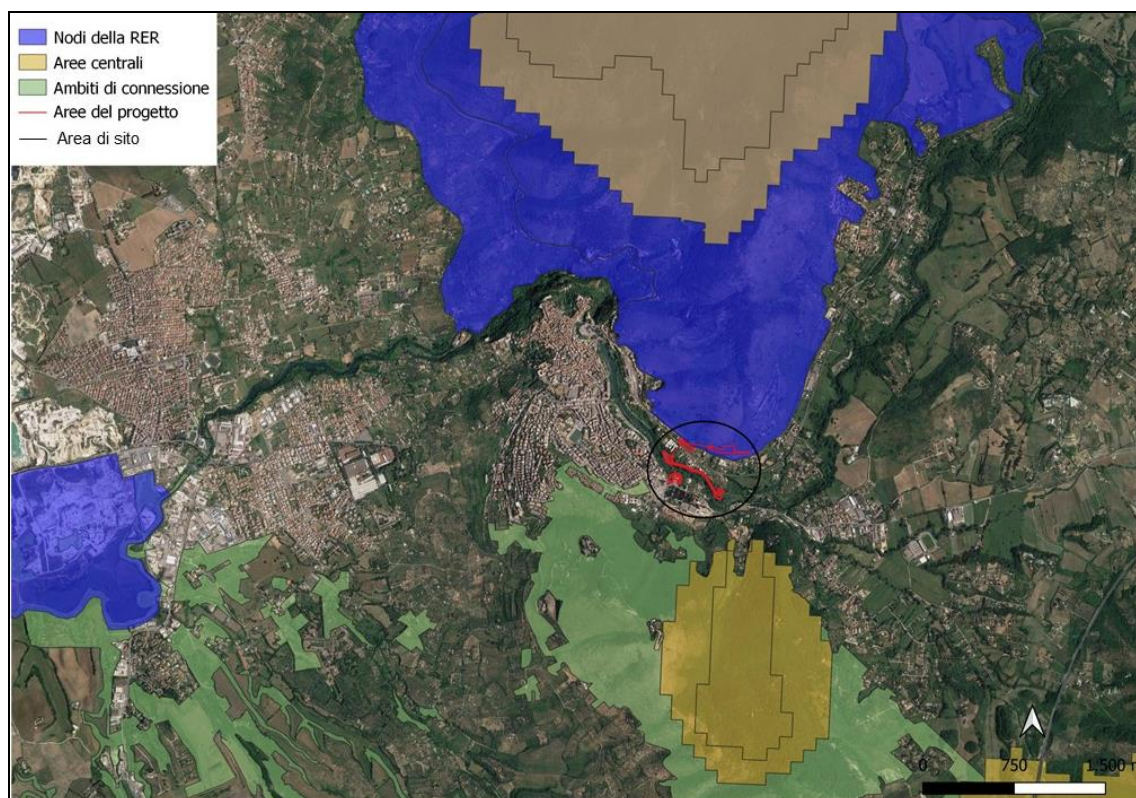 Nodi della RER
Aree centrali
Ambiti di connessione
Aree del progetto
Area di sito
0 750 1,500 m